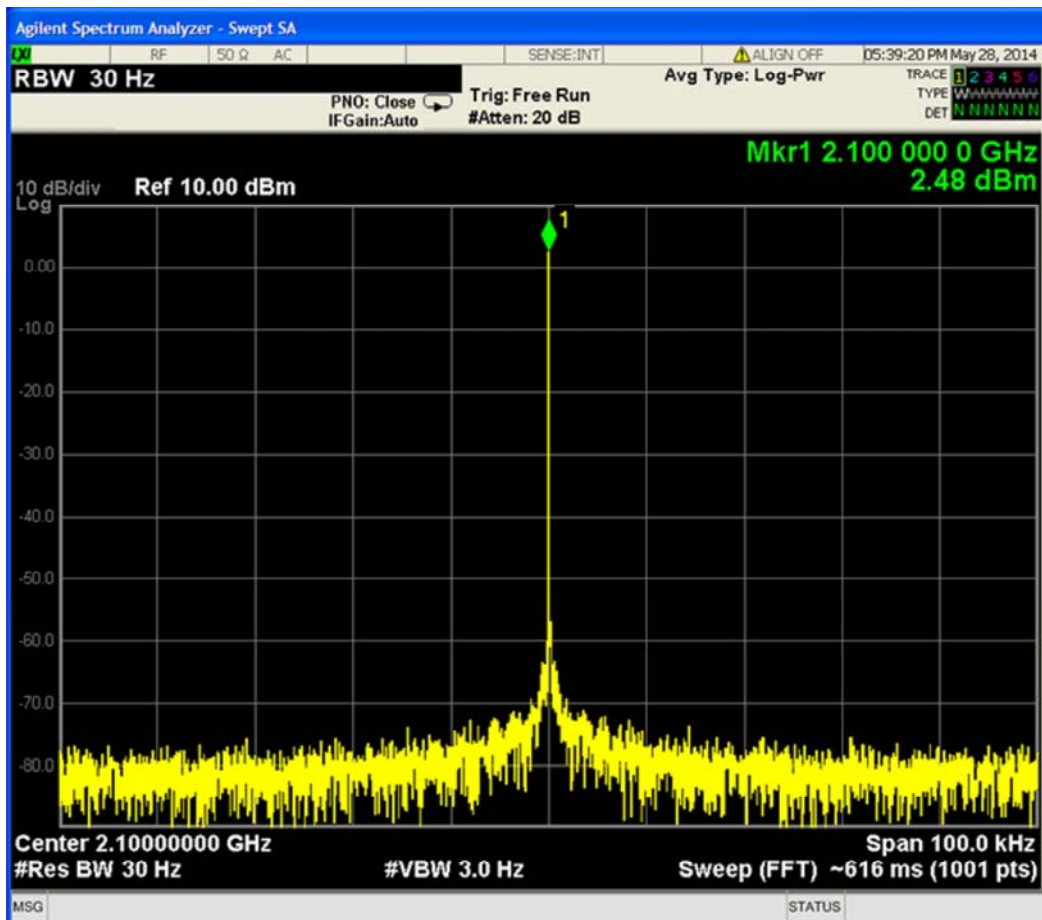 Agilent Spectrum Analyzer - Swept SA
LXI RF 50 Ω AC SENSE:INT ALIGN OFF 05:39:20 PM May 28, 2014
RBW 30 Hz
PNO: Close
IFGain:Auto
Trig: Free Run
#Atten: 20 dB
Avg Type: Log-Pwr
TRACE 1 2 3 4 5 6
TYPE W
DET N N N N N N
Mkr1 2.100 000 0 GHz
2.48 dBm
10 dB/div Ref 10.00 dBm
Log
1
0.00
-10.0
-20.0
-30.0
-40.0
-50.0
-60.0
-70.0
-80.0
Center 2.10000000 GHz Span 100.0 kHz
#Res BW 30 Hz #VBW 3.0 Hz Sweep (FFT) ~616 ms (1001 pts)
MSG STATUS